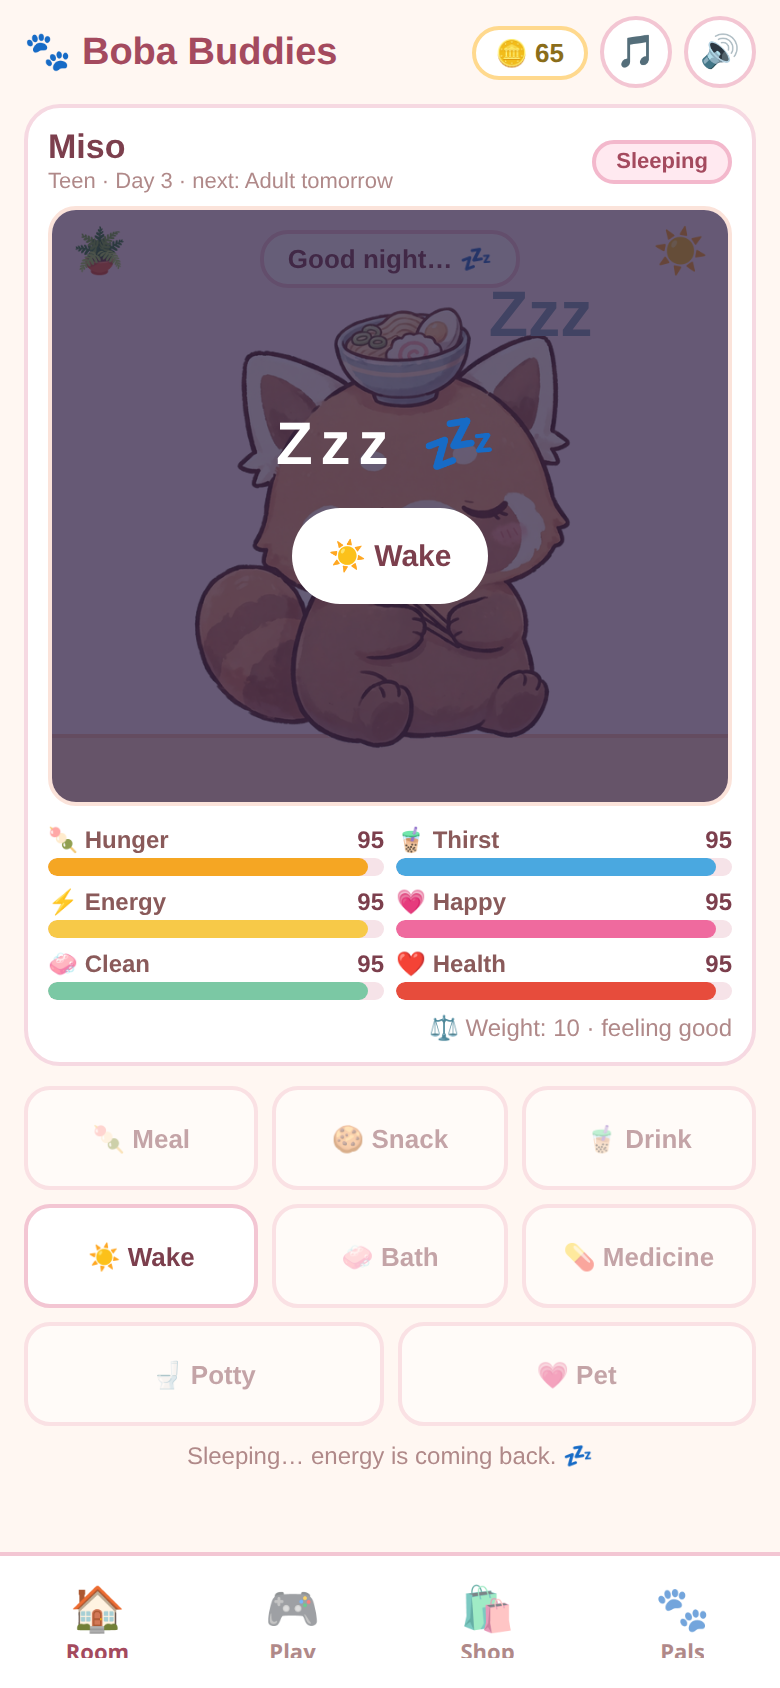 🐾 Boba Buddies 🪙 65 🎵 🔊
Miso
Teen · Day 3 · next: Adult tomorrow
Sleeping
Good night… 💤
Zzz
Zzz 💤
☀️ Wake
🍡 Hunger 95 🧋 Thirst 95
⚡ Energy 95 💗 Happy 95
🧼 Clean 95 ❤️ Health 95
⚖️ Weight: 10 · feeling good
🍡 Meal 🍪 Snack 🧋 Drink
☀️ Wake 🧼 Bath 💊 Medicine
🚽 Potty 💗 Pet
Sleeping… energy is coming back. 💤
Room Play Shop Pals